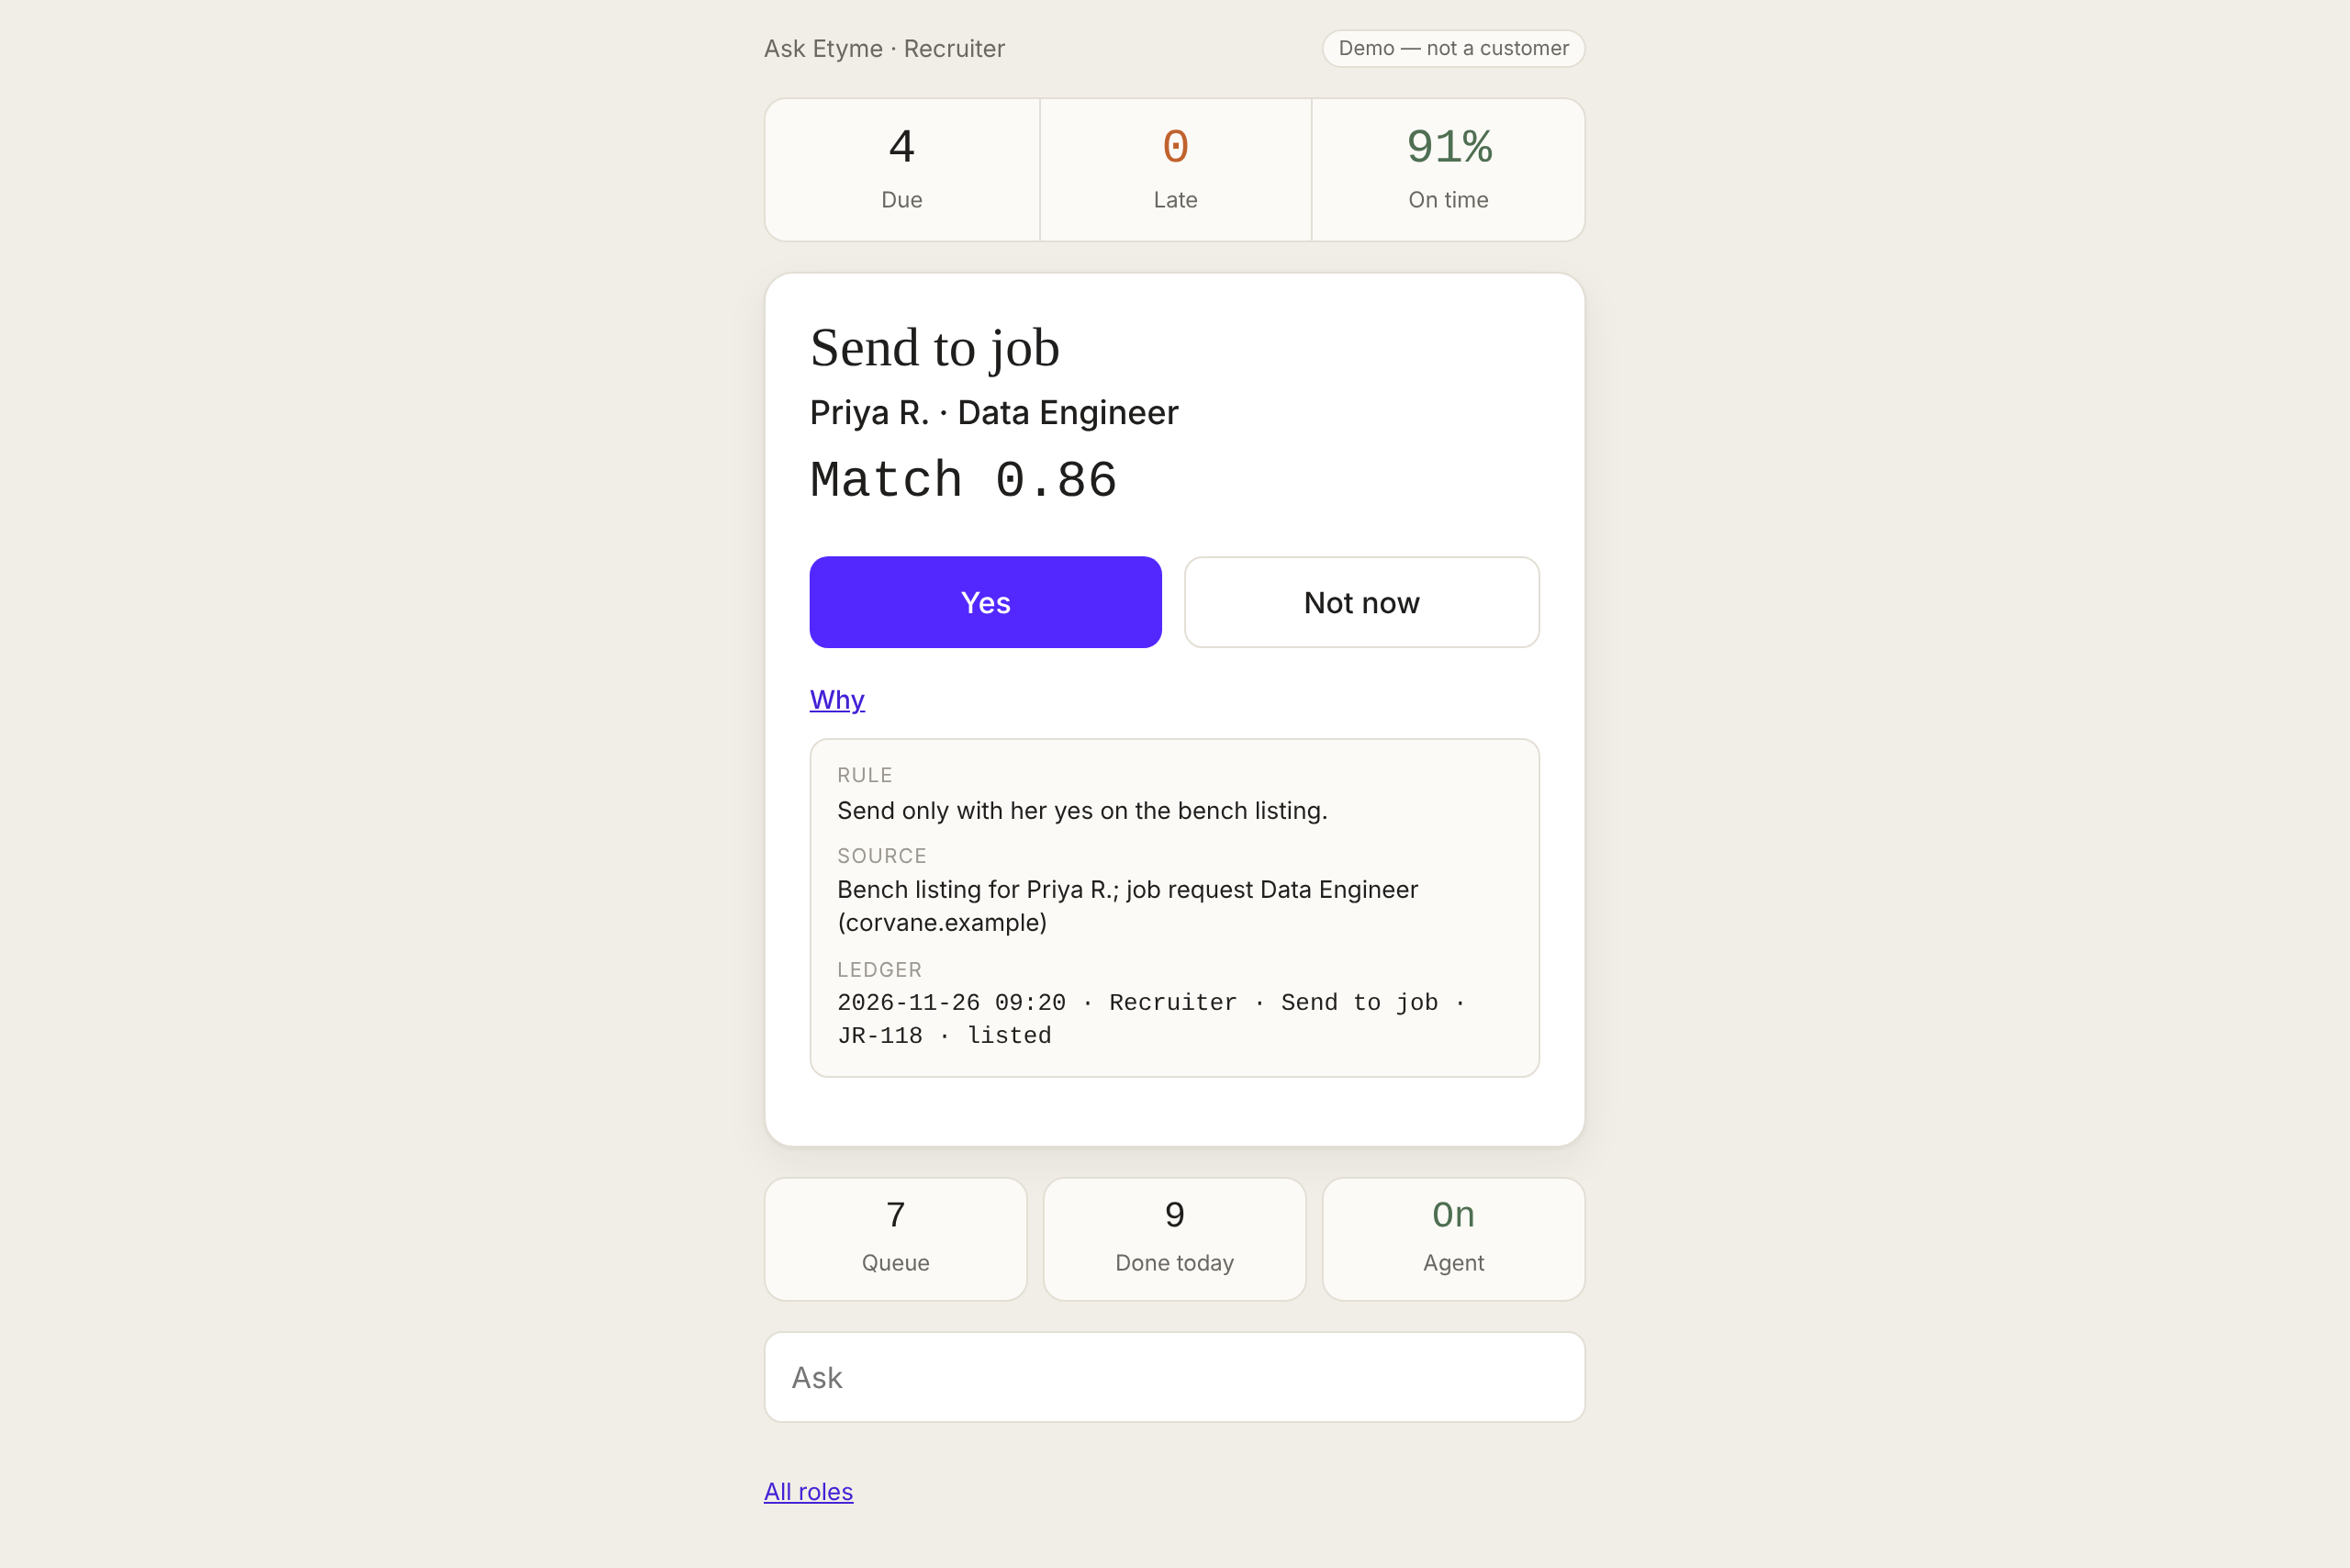 Ask Etyme · Recruiter
Demo — not a customer
4
Due
0
Late
91%
On time
Send to job
Priya R. · Data Engineer
Match 0.86
Yes
Not now
Why
RULE
Send only with her yes on the bench listing.
SOURCE
Bench listing for Priya R.; job request Data Engineer
(corvane.example)
LEDGER
2026-11-26 09:20 · Recruiter · Send to job ·
JR-118 · listed
7
Queue
9
Done today
On
Agent
Ask
All roles